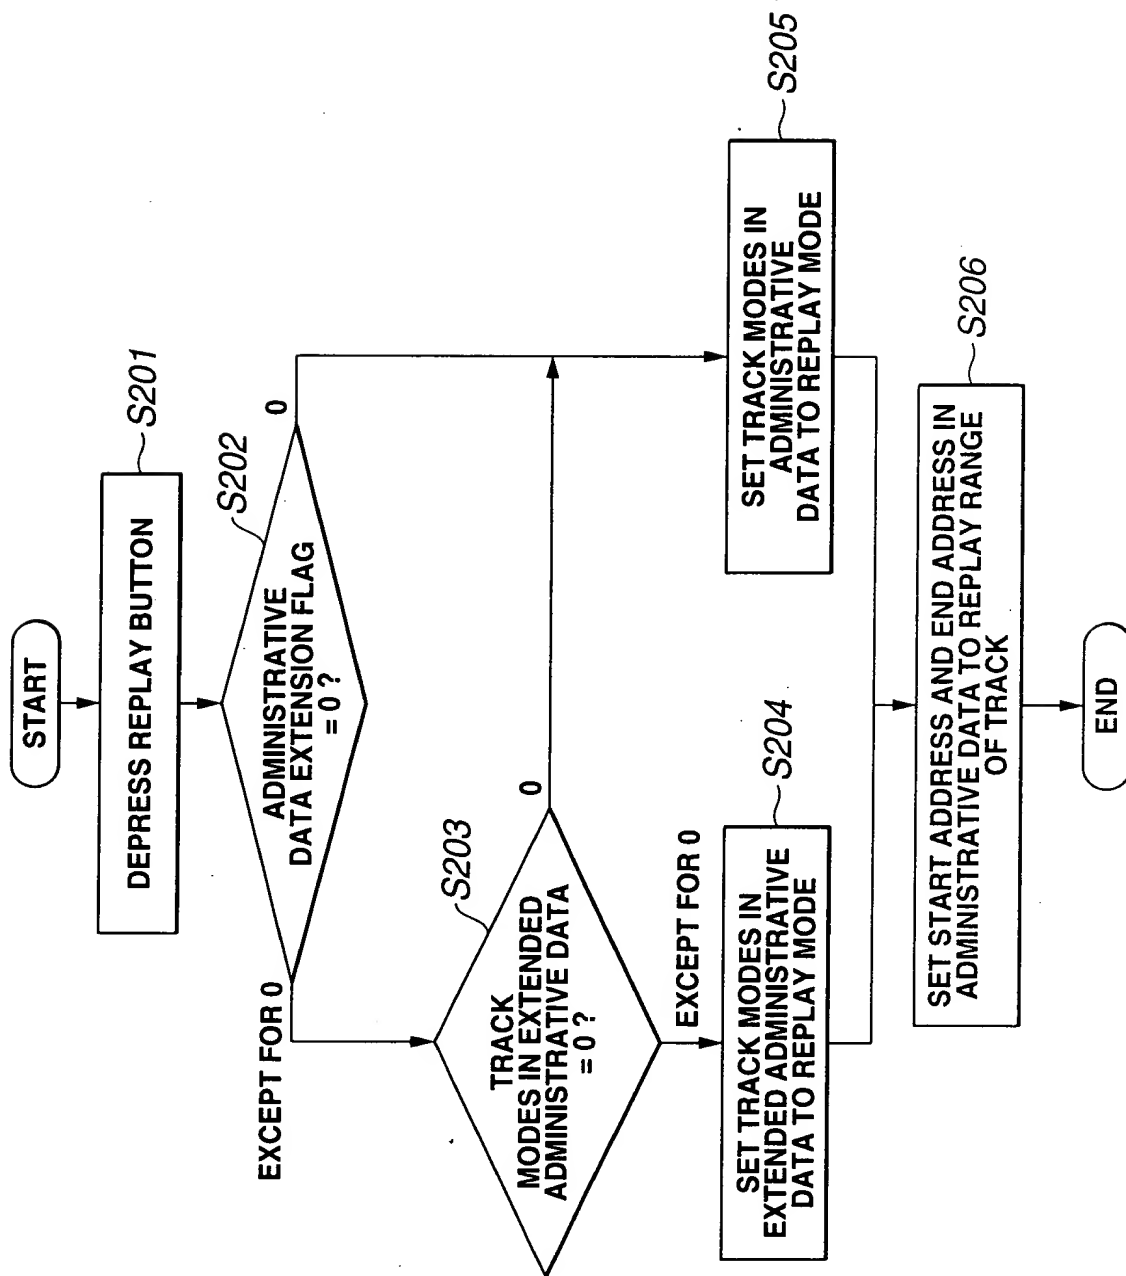 START
DEPRESS REPLAY BUTTON
S201
ADMINISTRATIVE
DATA EXTENSION FLAG
= 0 ?
S202
0
EXCEPT FOR 0
TRACK
MODES IN EXTENDED
ADMINISTRATIVE DATA
= 0 ?
S203
0
EXCEPT FOR 0
SET TRACK MODES IN
EXTENDED ADMINISTRATIVE
DATA TO REPLAY MODE
S204
SET TRACK MODES IN
ADMINISTRATIVE
DATA TO REPLAY MODE
S205
SET START ADDRESS AND END ADDRESS IN
ADMINISTRATIVE DATA TO REPLAY RANGE
OF TRACK
S206
END